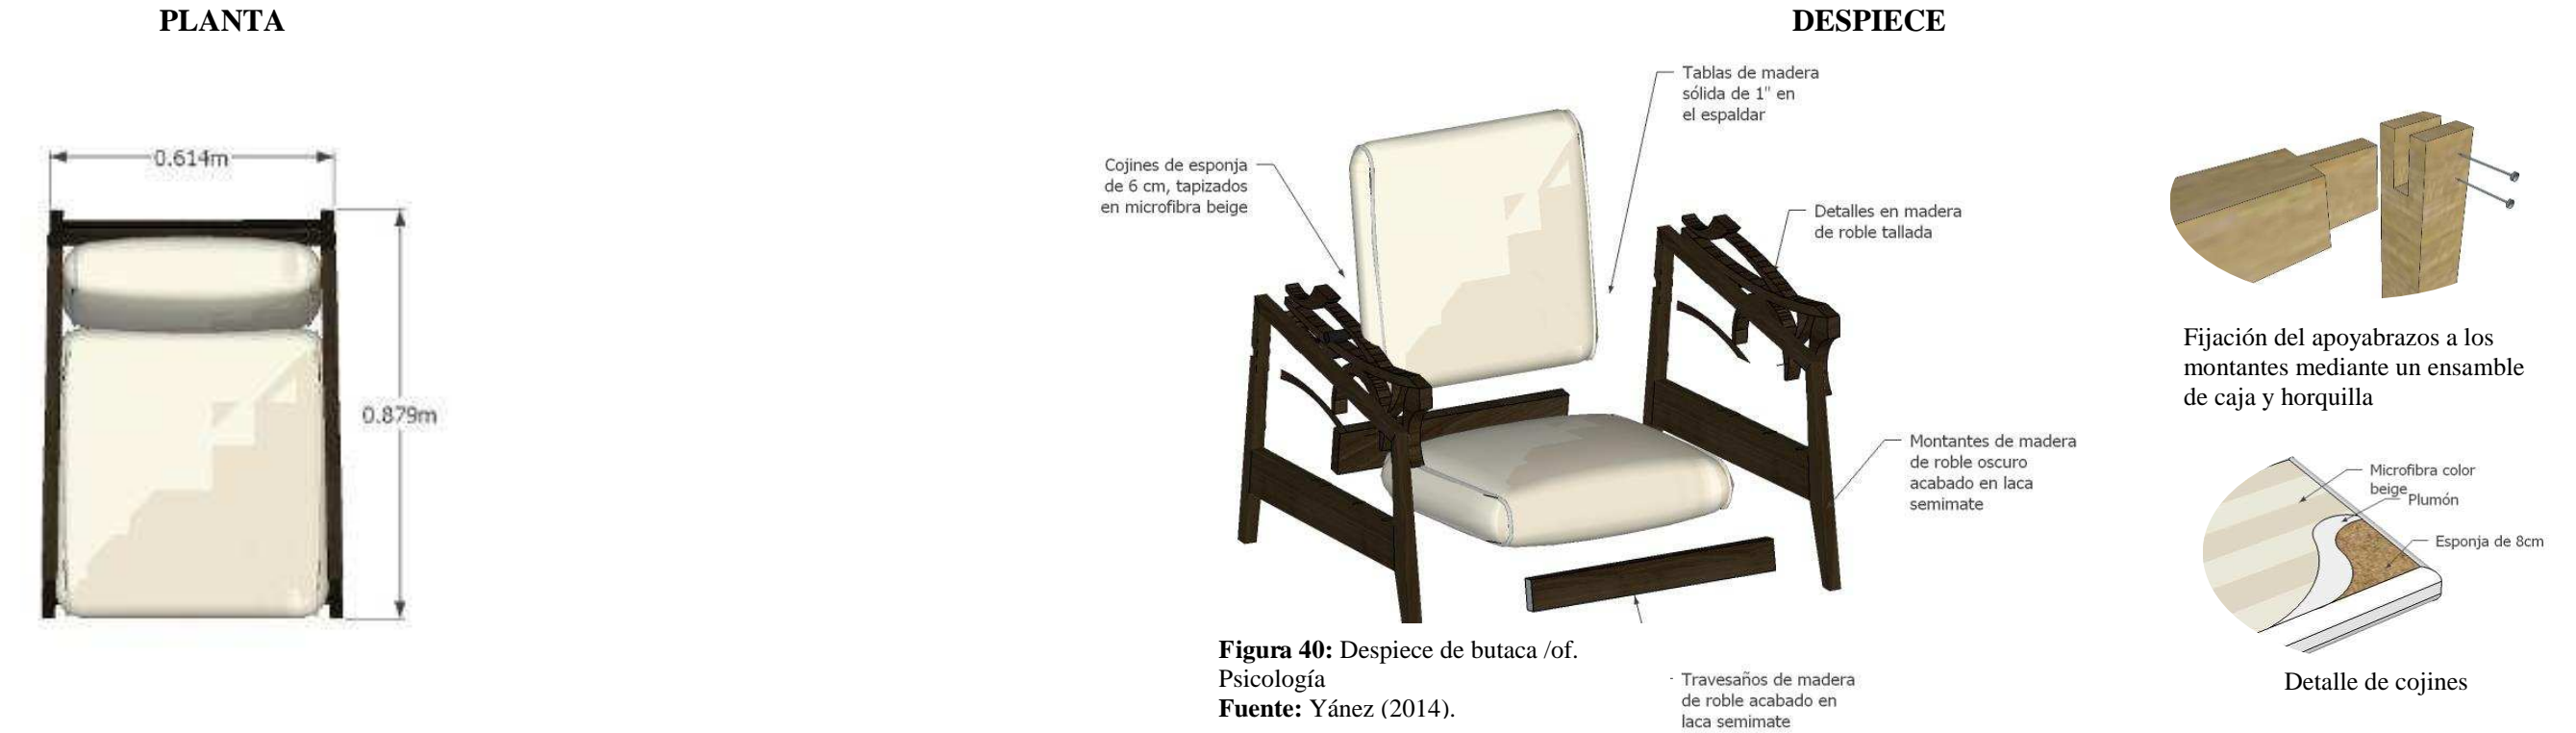 PLANTA
0.614m
0.879m
DESPIECE
Tablas de madera
sólida de 1" en
el espaldar
Cojines de esponja
de 6 cm, tapizados
en microfibra beige
Detalles en madera
de roble tallada
Montantes de madera
de roble oscuro
acabado en laca
semimate
Figura 40: Despiece de butaca /of.
Psicología
Fuente: Yánez (2014).
Travesaños de madera
de roble acabado en
laca semimate
Fijación del apoyabrazos a los
montantes mediante un ensamble
de caja y horquilla
Microfibra color
beige
Plumón
Esponja de 8cm
Detalle de cojines